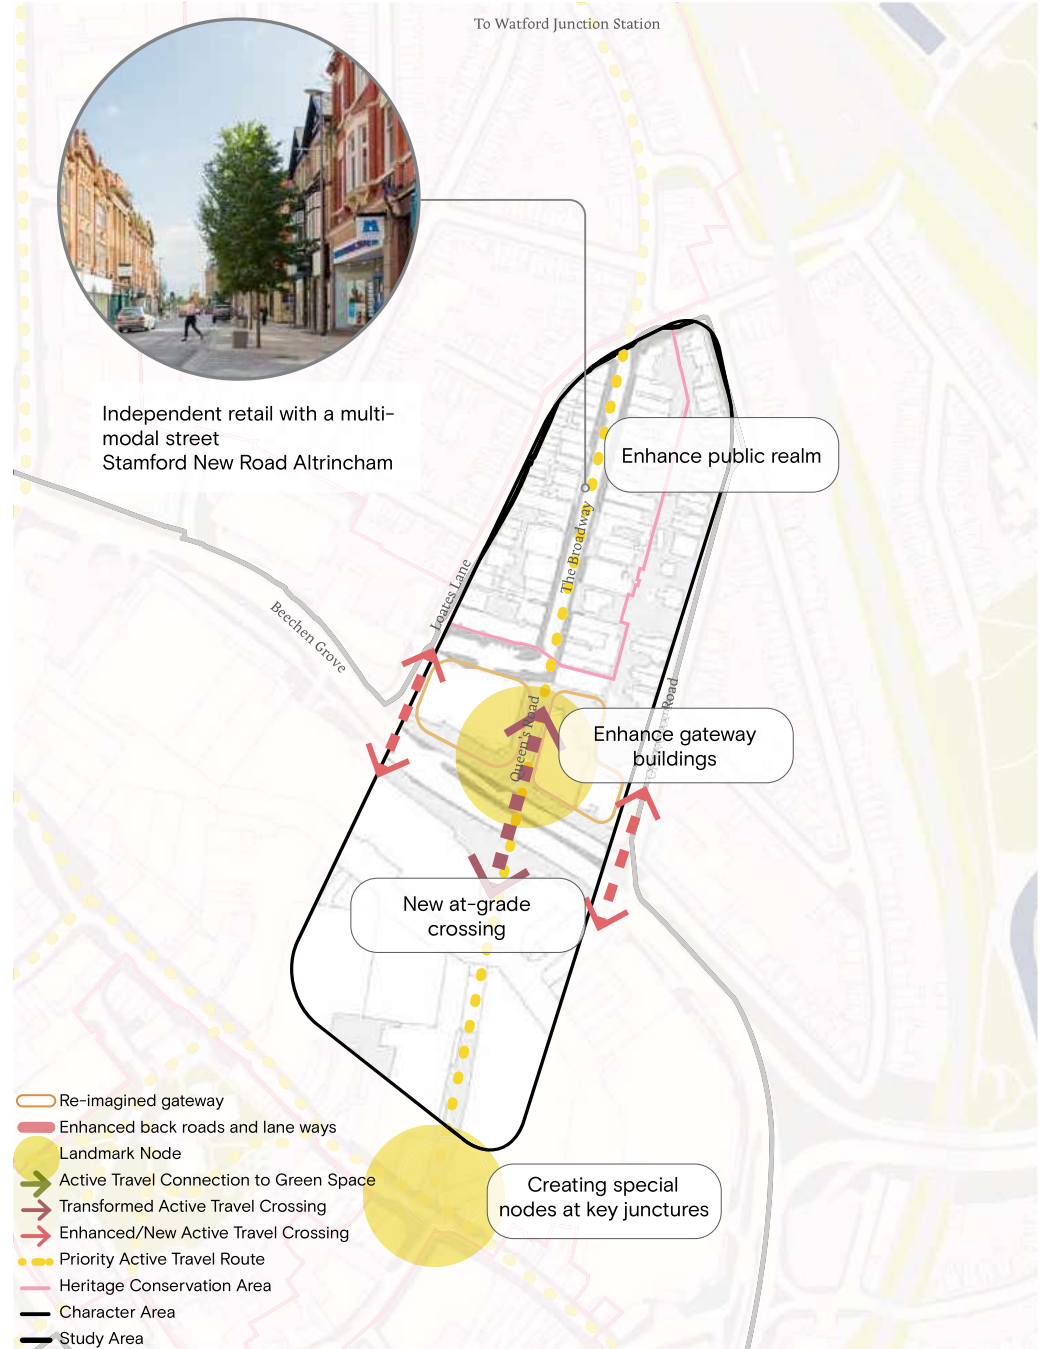 To Watford Junction Station
Independent retail with a multi-
modal street
Stamford New Road Altrincham
Enhance public realm
The Broadway
Loates Lane
Beechen Grove
Road
Queen's Road
Enhance gateway
buildings
New at-grade
crossing
Creating special
nodes at key junctures
Re-imagined gateway
Enhanced back roads and lane ways
Landmark Node
Active Travel Connection to Green Space
Transformed Active Travel Crossing
Enhanced/New Active Travel Crossing
Priority Active Travel Route
Heritage Conservation Area
Character Area
Study Area